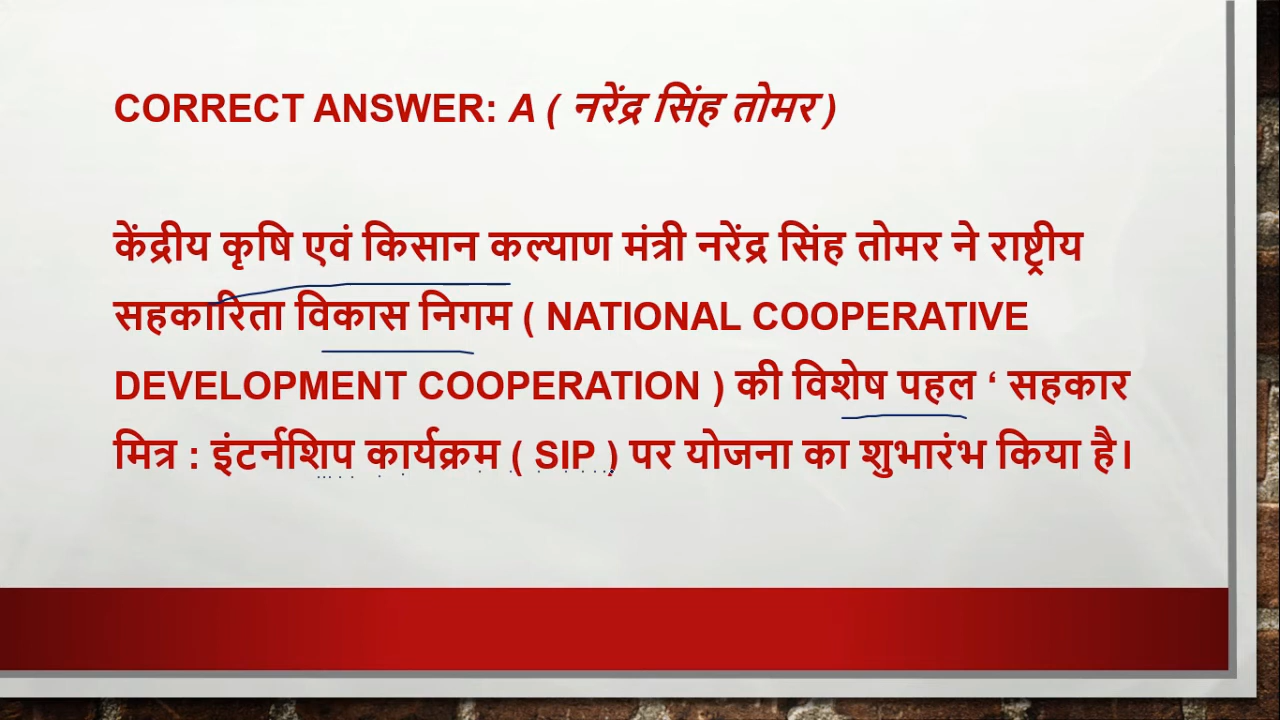 CORRECT ANSWER: A ( नरेंद्र सिंह तोमर )
केंद्रीय कृषि एवं किसान कल्याण मंत्री नरेंद्र सिंह तोमर ने राष्ट्रीय
सहकारिता विकास निगम ( NATIONAL COOPERATIVE
DEVELOPMENT COOPERATION ) की विशेष पहल ‘ सहकार
मित्र : इंटर्नशिप कार्यक्रम ( SIP ) पर योजना का शुभारंभ किया है।